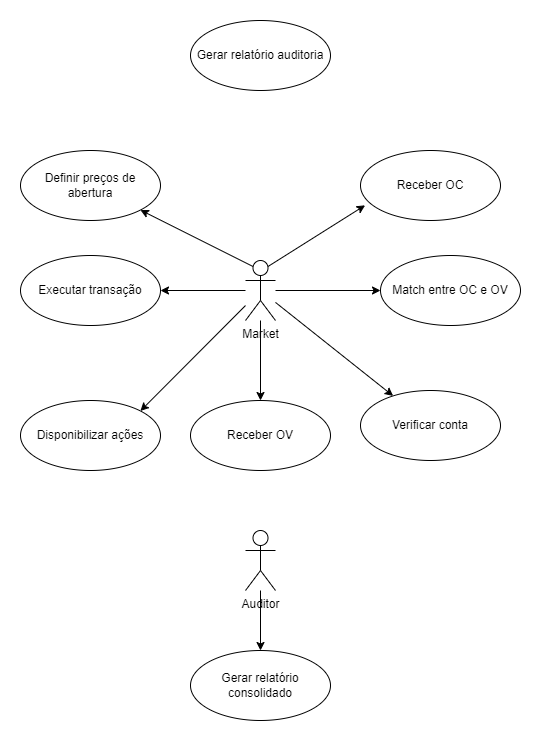 Gerar relatório auditoria
Definir preços de
abertura
Receber OC
Executar transação
Match entre OC e OV
Market
Disponibilizar ações
Receber OV
Verificar conta
Auditor
Gerar relatório
consolidado